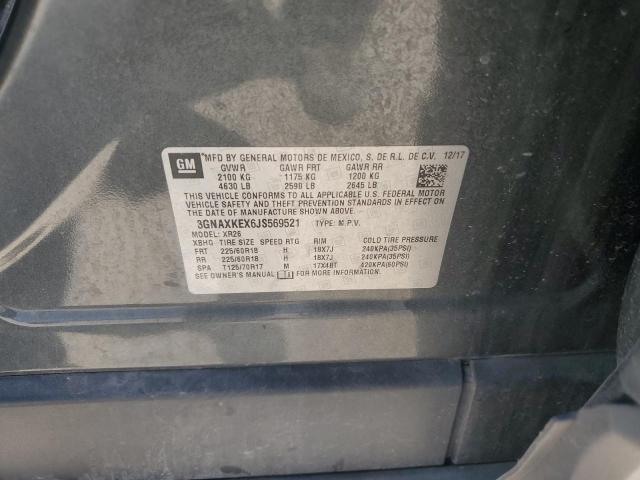 GM MFD BY GENERAL MOTORS DE MEXICO, S. DE R.L. DE C.V. 12/17
GVWR GAWR FRT GAWR RR
2100 KG 1175 KG 1200 KG
4630 LB 2590 LB 2645 LB
THIS VEHICLE CONFORMS TO ALL APPLICABLE U.S. FEDERAL MOTOR
VEHICLE SAFETY AND THEFT PREVENTION STANDARDS IN EFFECT ON
THE DATE OF MANUFACTURE SHOWN ABOVE.
3GNAXKEX6JS569521 TYPE: M.P.V.
MODEL: XR26
XBHG TIRE SIZE SPEED RTG RIM COLD TIRE PRESSURE
FRT 225/60R18 H 18X7J 240KPA(35PSI)
RR 225/60R18 H 18X7J 240KPA(35PSI)
SPA T125/70R17 M 17X4BT 420KPA(60PSI)
SEE OWNER'S MANUAL FOR MORE INFORMATION.